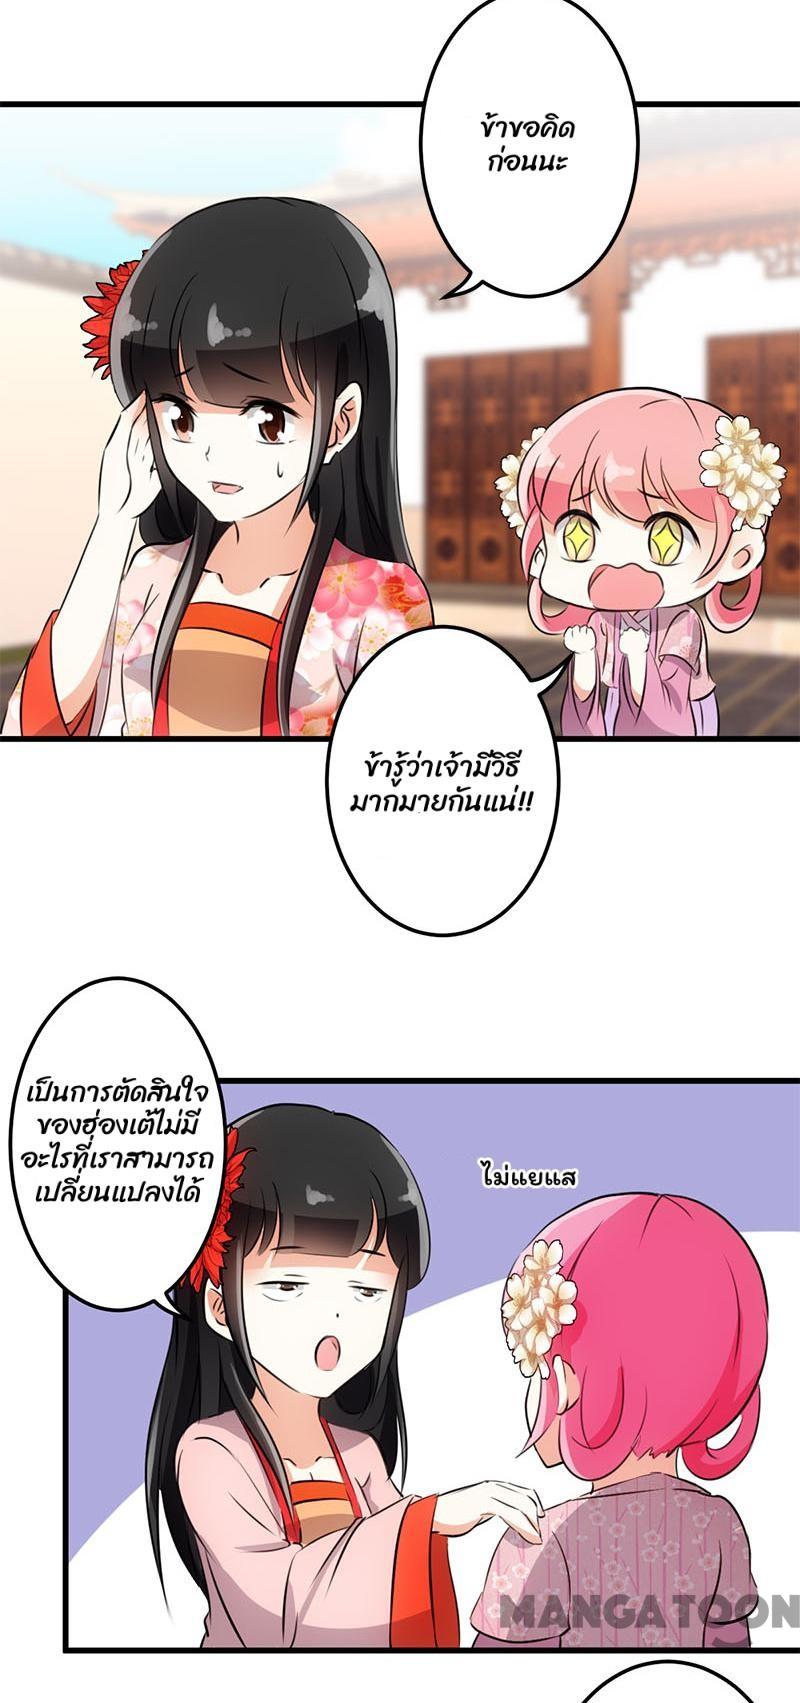 ข้าขอคิด
ก่อนนะ
ข้ารู้ว่าเจ้ามีวิธี
มากมายกันแน่!!
เป็นการตัดสินใจ
ของฮ่องเต้ไม่มี
อะไรที่เราสามารถ
เปลี่ยนแปลงได้
ไม่แยแส
MANGATOON